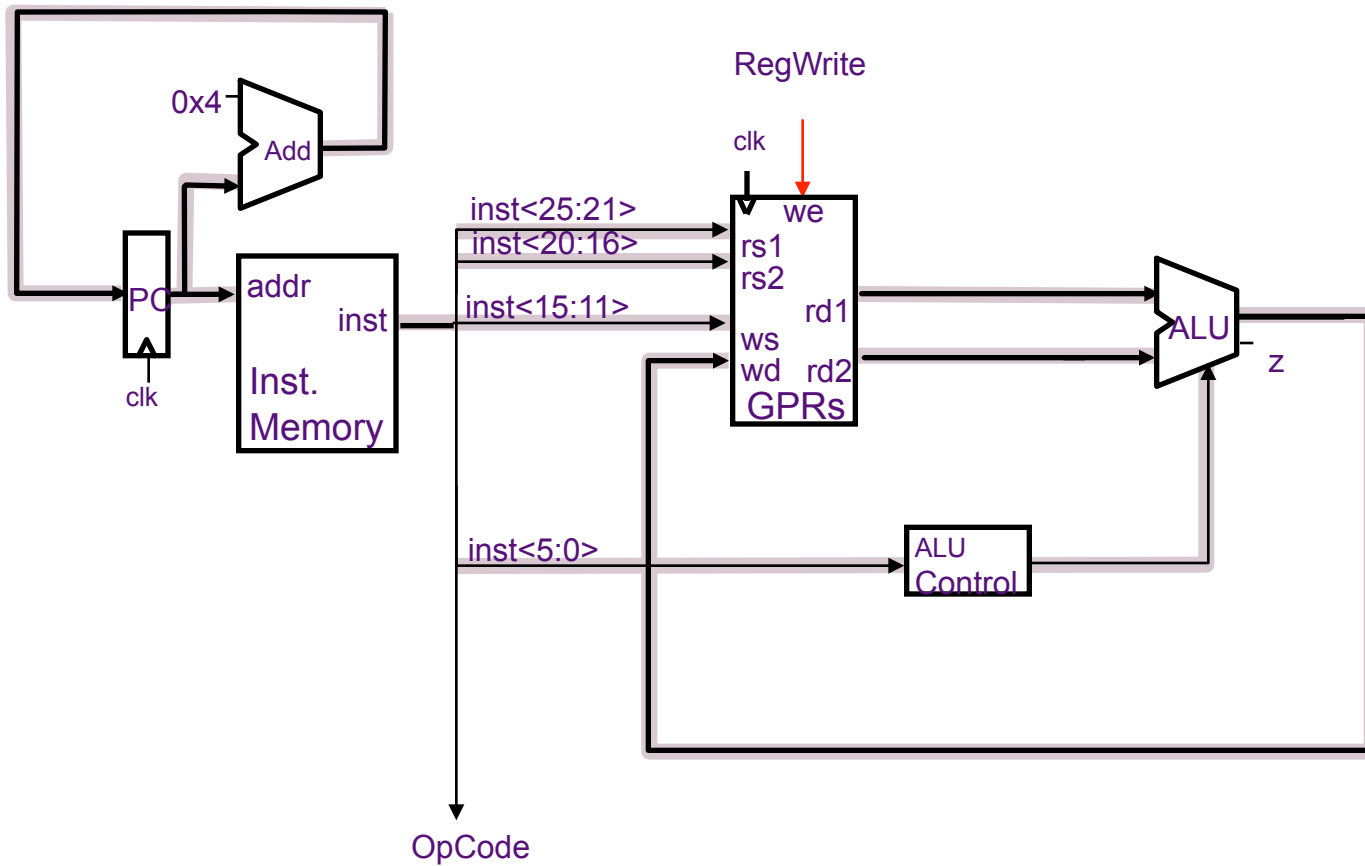 RegWrite
0x4
Add
clk
inst<25:21>
we
inst<20:16>
rs1
rs2
PC
addr
inst
inst<15:11>
rd1
ALU
ws
wd
rd2
z
clk
Inst.
Memory
GPRs
inst<5:0>
ALU
Control
OpCode